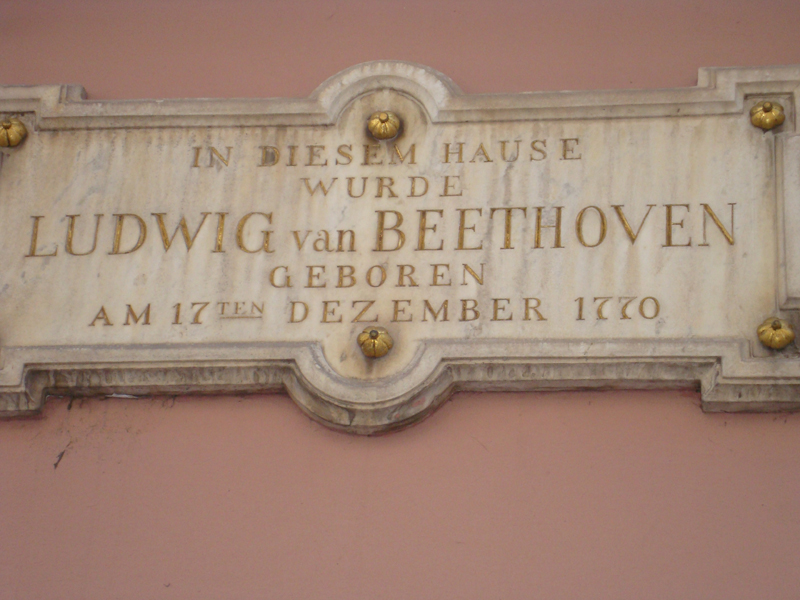 IN DIESEM HAUSE
WURDE
LUDWIG van BEETHOVEN
GEBOREN
AM 17TEN DEZEMBER 1770